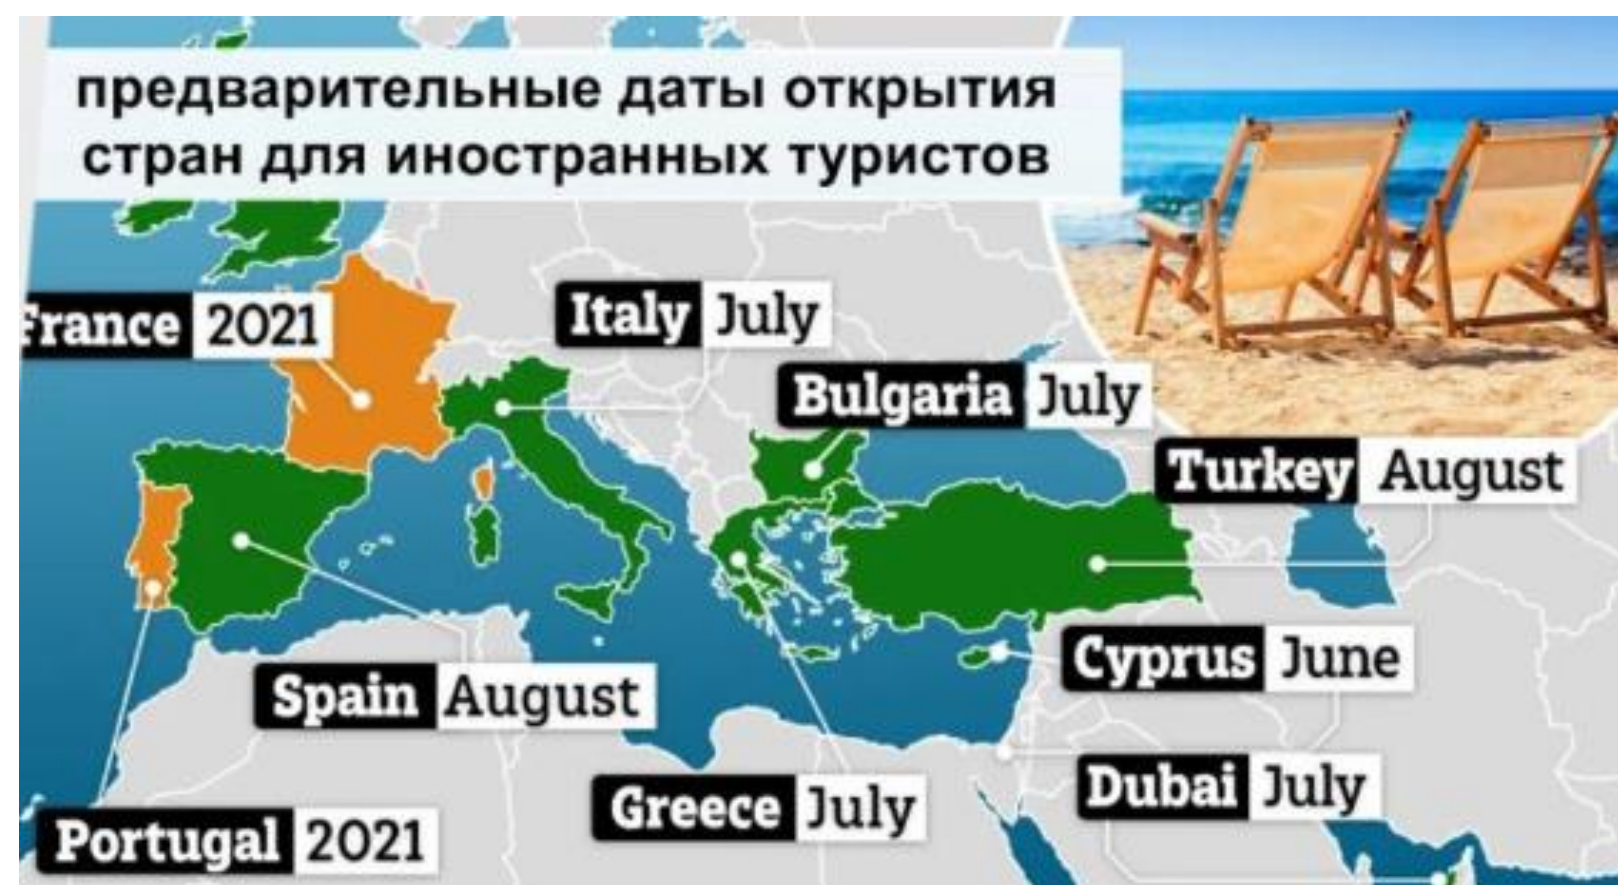 предварительные даты открытия
стран для иностранных туристов
France 2021
Italy July
Bulgaria July
Turkey August
Cyprus June
Spain August
Dubai July
Greece July
Portugal 2021